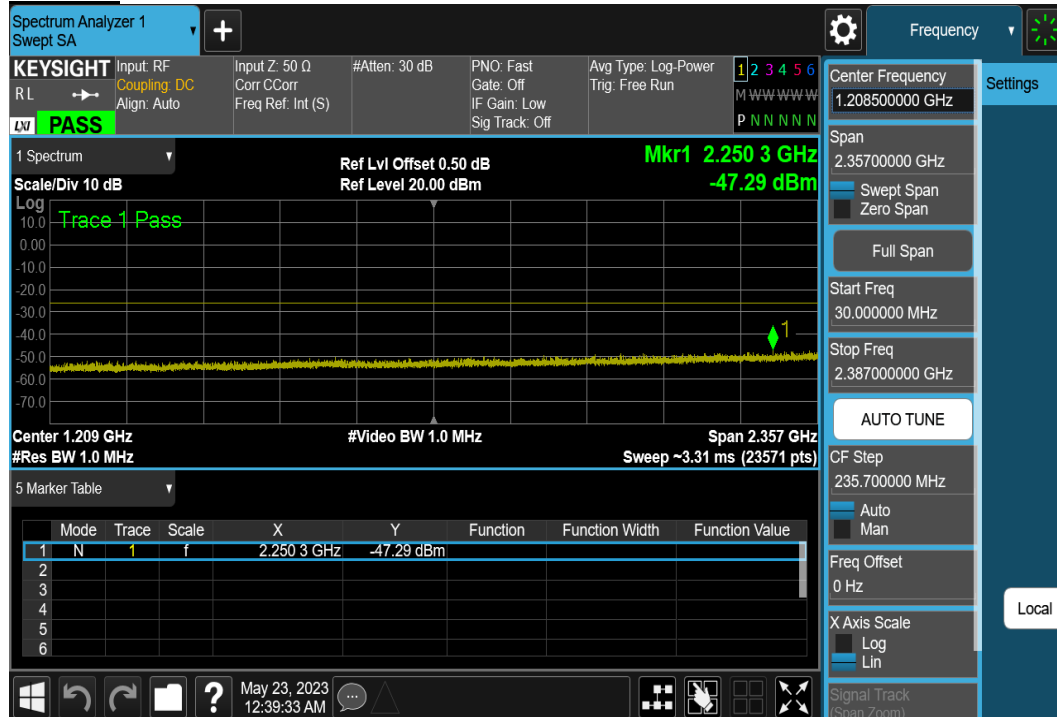 Spectrum Analyzer 1
Swept SA
Frequency
KEYSIGHT
RL
LXI
PASS
Input: RF
Coupling: DC
Align: Auto
Input Z: 50 Ω
Corr CCorr
Freq Ref: Int (S)
#Atten: 30 dB
PNO: Fast
Gate: Off
IF Gain: Low
Sig Track: Off
Avg Type: Log-Power
Trig: Free Run
1 2 3 4 5 6
M W W W W W
P N N N N N
1 Spectrum
Scale/Div 10 dB
Ref Lvl Offset 0.50 dB
Ref Level 20.00 dBm
Mkr1 2.250 3 GHz
-47.29 dBm
Log
Trace 1 Pass
10.0
0.00
-10.0
-20.0
-30.0
-40.0
1
-50.0
-60.0
-70.0
Center 1.209 GHz
#Video BW 1.0 MHz
Span 2.357 GHz
#Res BW 1.0 MHz
Sweep ~3.31 ms (23571 pts)
5 Marker Table
Mode Trace Scale X Y Function Function Width Function Value
1 N 1 f 2.250 3 GHz -47.29 dBm
2
3
4
5
6
May 23, 2023
12:39:33 AM
Center Frequency
1.208500000 GHz
Span
2.35700000 GHz
Swept Span
Zero Span
Full Span
Start Freq
30.000000 MHz
Stop Freq
2.387000000 GHz
AUTO TUNE
CF Step
235.700000 MHz
Auto
Man
Freq Offset
0 Hz
X Axis Scale
Log
Lin
Signal Track
(Span Zoom)
Settings
Local